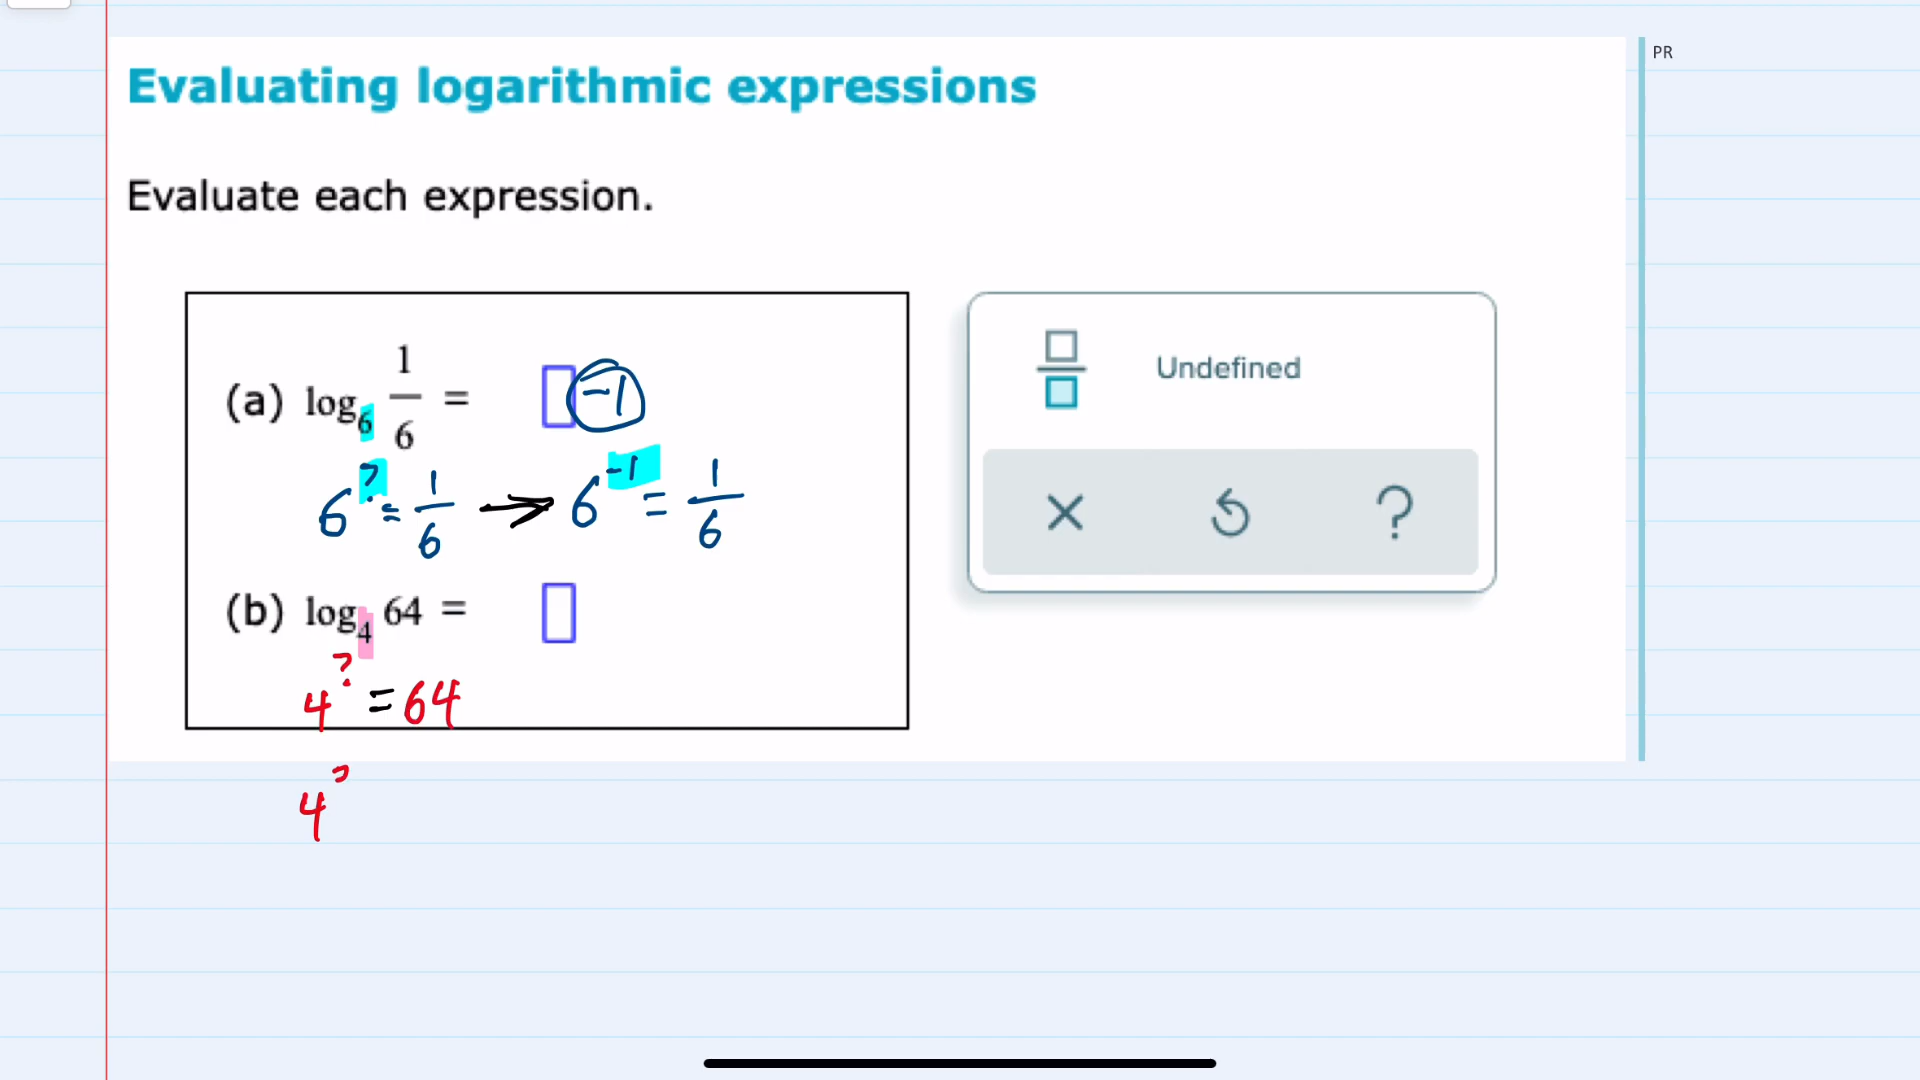 PR
Evaluating logarithmic expressions
Evaluate each expression.
(a) log₆ 1/6 = -1
6^? = 1/6 → 6^-1 = 1/6
(b) log₄ 64 =
4^? = 64
4^?
Undefined
× ?